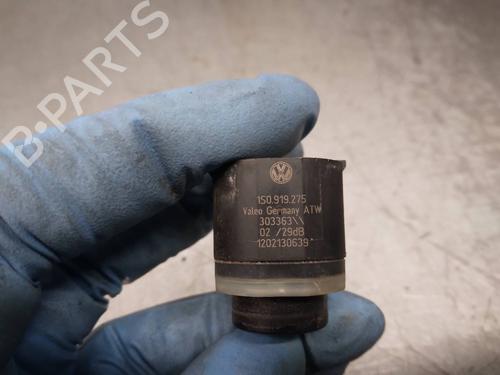 B-PARTS
1S0.919.275
Valeo Germany ATW
303363\\
02 /29dB
1202130639